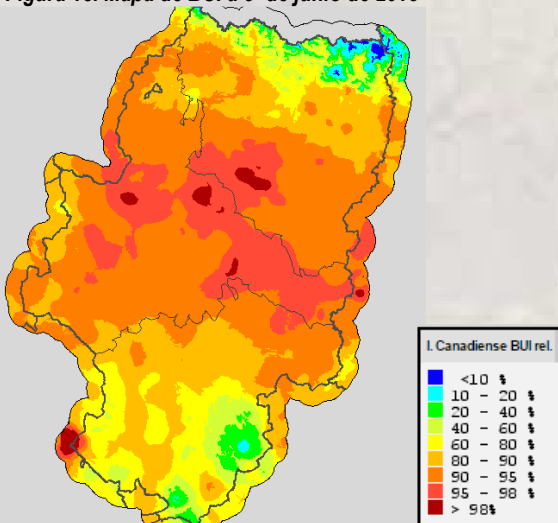 I. Canadiense BUI rel.
<10 %
10 - 20 %
20 - 40 %
40 - 60 %
60 - 80 %
80 - 90 %
90 - 95 %
95 - 98 %
> 98%